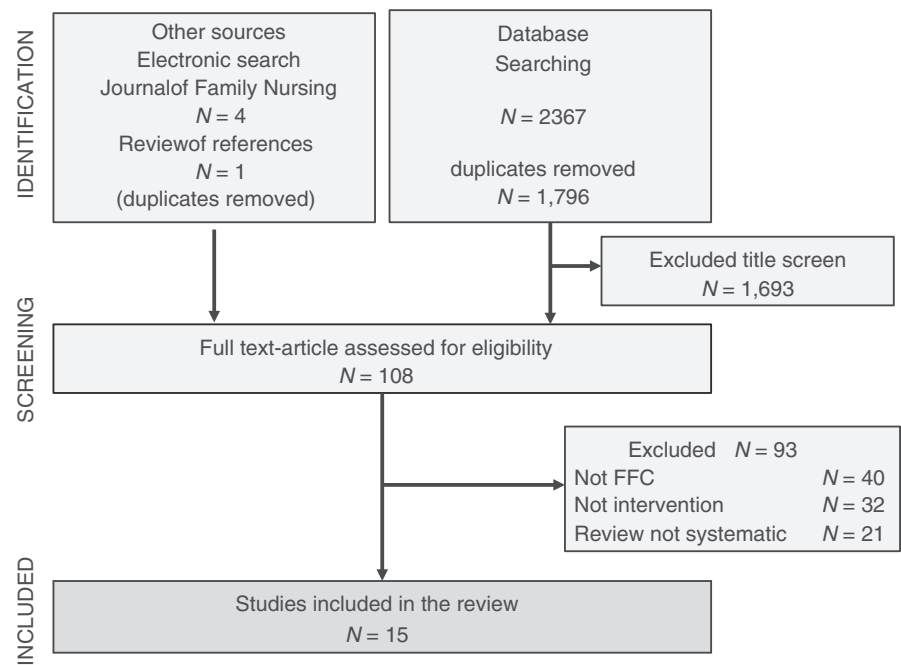 IDENTIFICATION
Other sources
Electronic search
Journalof Family Nursing
N = 4
Reviewof references
N = 1
(duplicates removed)
Database
Searching
N = 2367
duplicates removed
N = 1,796
Excluded title screen
N = 1,693
SCREENING
Full text-article assessed for eligibility
N = 108
Excluded N = 93
Not FFC N = 40
Not intervention N = 32
Review not systematic N = 21
INCLUDED
Studies included in the review
N = 15